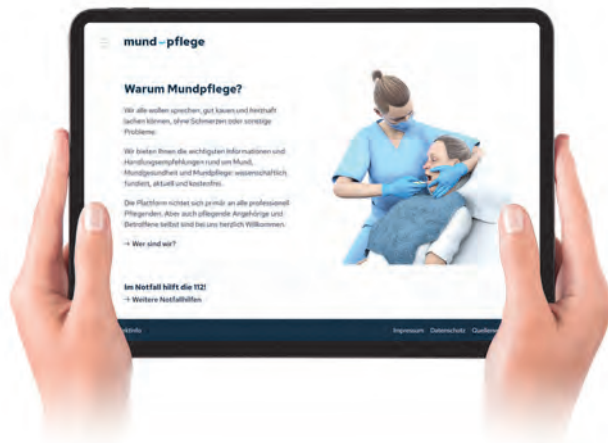 mund-pflege
Warum Mundpflege?
Wir alle wollen sprechen, gut kauen und herzhaft
lachen können, ohne Schmerzen oder sonstige
Probleme.
Wir bieten Ihnen die wichtigsten Informationen und
Handlungsempfehlungen rund um Mund,
Mundgesundheit und Mundpflege: wissenschaftlich
fundiert, aktuell und kostenfrei.
Die Plattform richtet sich primär an alle professionell
Pflegenden. Aber auch pflegende Angehörige und
Betroffene selbst sind bei uns herzlich Willkommen.
→ Wer sind wir?
Im Notfall hilft die 112!
→ Weitere Notfallhilfen
Impressum Datenschutz